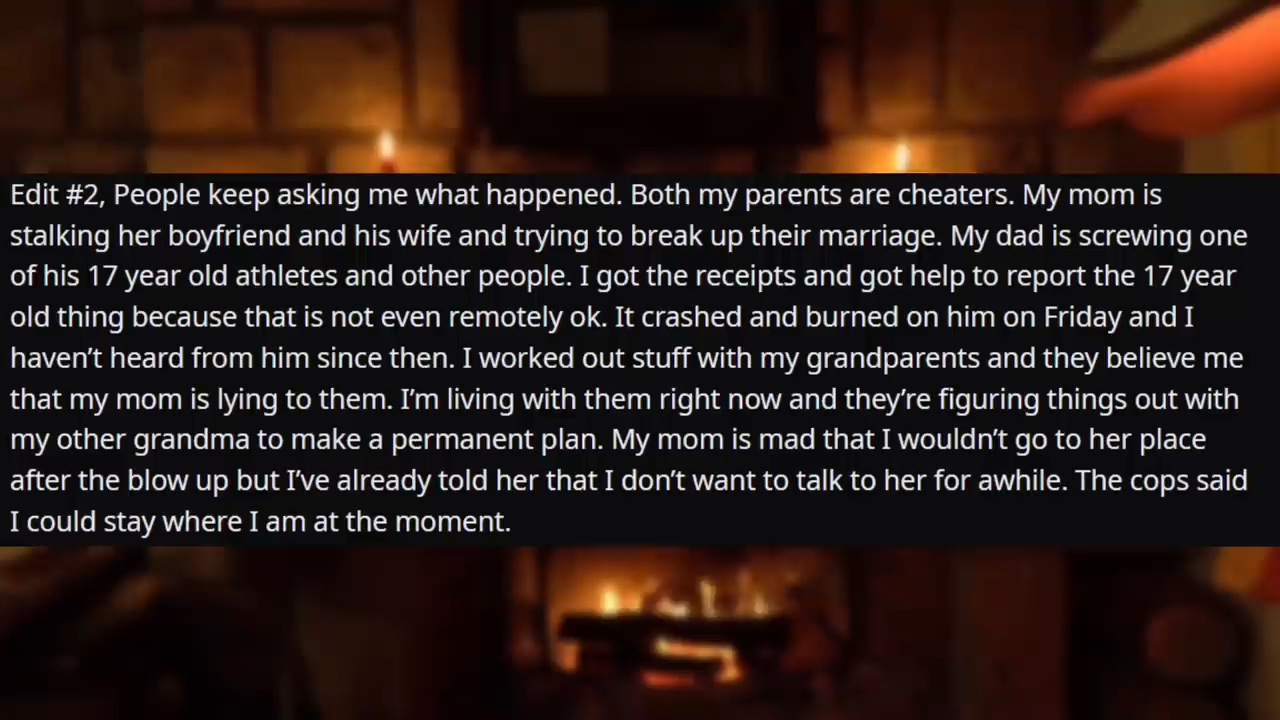 Edit #2, People keep asking me what happened. Both my parents are cheaters. My mom is
stalking her boyfriend and his wife and trying to break up their marriage. My dad is screwing one
of his 17 year old athletes and other people. I got the receipts and got help to report the 17 year
old thing because that is not even remotely ok. It crashed and burned on him on Friday and I
haven’t heard from him since then. I worked out stuff with my grandparents and they believe me
that my mom is lying to them. I’m living with them right now and they’re figuring things out with
my other grandma to make a permanent plan. My mom is mad that I wouldn’t go to her place
after the blow up but I’ve already told her that I don’t want to talk to her for awhile. The cops said
I could stay where I am at the moment.